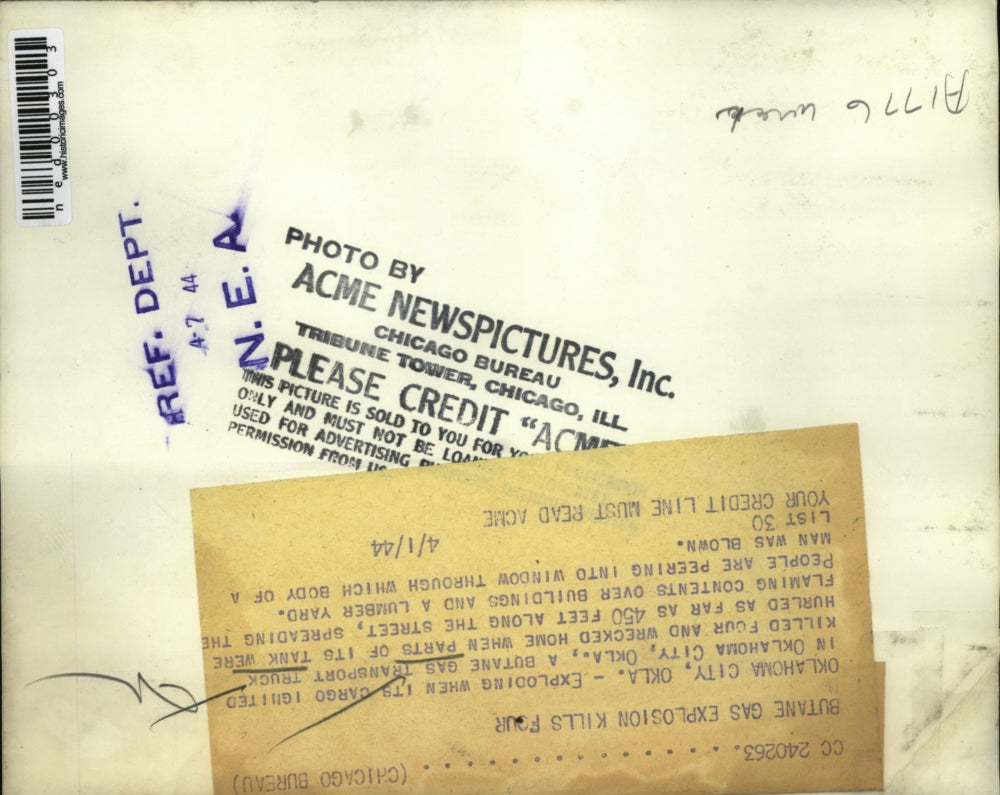 www.historicimages.com
ned00303
A1776 wreck
REF. DEPT.
4-7 44
N. E. A.
PHOTO BY
ACME NEWSPICTURES, Inc.
CHICAGO BUREAU
TRIBUNE TOWER, CHICAGO, ILL.
PLEASE CREDIT "ACME
THIS PICTURE IS SOLD TO YOU FOR
ONLY AND MUST NOT BE
USED FOR ADVERTISING
PERMISSION FROM US
CC 240263. . . . . . . . . . . . . . . (CHICAGO BUREAU)
BUTANE GAS EXPLOSION KILLS FOUR
OKLAHOMA CITY, OKLA. - EXPLODING WHEN ITS CARGO IGNITED
IN OKLAHOMA CITY, OKLA., A BUTANE GAS TRANSPORT TRUCK
KILLED FOUR AND WRECKED HOME WHEN PARTS OF ITS TANK WERE
HURLED AS FAR AS 450 FEET ALONG THE STREET, SPREADING THE
FLAMING CONTENTS OVER BUILDINGS AND A LUMBER YARD.
PEOPLE ARE PEERING INTO WINDOW THROUGH WHICH BODY OF A
MAN WAS BLOWN.
LIST 30 4/1/44
YOUR CREDIT LINE MUST READ ACME